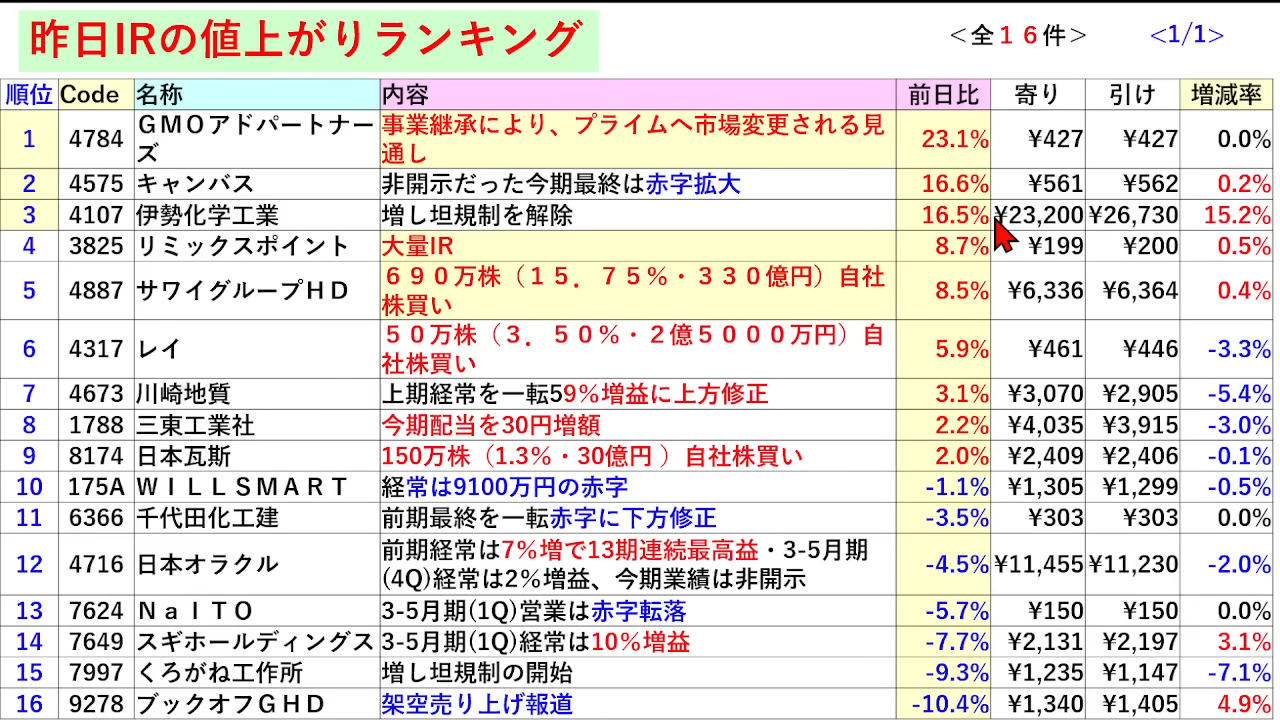 昨日IRの値上がりランキング ＜全１６件＞ <1/1>
順位 Code 名称 内容 前日比 寄り 引け 増減率
1 4784 ＧＭＯアドパートナーズ 事業継承により、プライムへ市場変更される見通し 23.1% ¥427 ¥427 0.0%
2 4575 キャンバス 非開示だった今期最終は赤字拡大 16.6% ¥561 ¥562 0.2%
3 4107 伊勢化学工業 増し坦規制を解除 16.5% ¥23,200 ¥26,730 15.2%
4 3825 リミックスポイント 大量IR 8.7% ¥199 ¥200 0.5%
5 4887 サワイグループＨＤ ６９０万株（１５．７５％・３３０億円）自社株買い 8.5% ¥6,336 ¥6,364 0.4%
6 4317 レイ ５０万株（３．５０％・２億５０００万円）自社株買い 5.9% ¥461 ¥446 -3.3%
7 4673 川崎地質 上期経常を一転59％増益に上方修正 3.1% ¥3,070 ¥2,905 -5.4%
8 1788 三東工業社 今期配当を30円増額 2.2% ¥4,035 ¥3,915 -3.0%
9 8174 日本瓦斯 150万株（1.3％・30億円 ）自社株買い 2.0% ¥2,409 ¥2,406 -0.1%
10 175A ＷＩＬＬＳＭＡＲＴ 経常は9100万円の赤字 -1.1% ¥1,305 ¥1,299 -0.5%
11 6366 千代田化工建 前期最終を一転赤字に下方修正 -3.5% ¥303 ¥303 0.0%
12 4716 日本オラクル 前期経常は7％増で13期連続最高益・3-5月期(4Q)経常は2％増益、今期業績は非開示 -4.5% ¥11,455 ¥11,230 -2.0%
13 7624 ＮａＩＴＯ 3-5月期(1Q)営業は赤字転落 -5.7% ¥150 ¥150 0.0%
14 7649 スギホールディングス 3-5月期(1Q)経常は10％増益 -7.7% ¥2,131 ¥2,197 3.1%
15 7997 くろがね工作所 増し坦規制の開始 -9.3% ¥1,235 ¥1,147 -7.1%
16 9278 ブックオフＧＨＤ 架空売り上げ報道 -10.4% ¥1,340 ¥1,405 4.9%